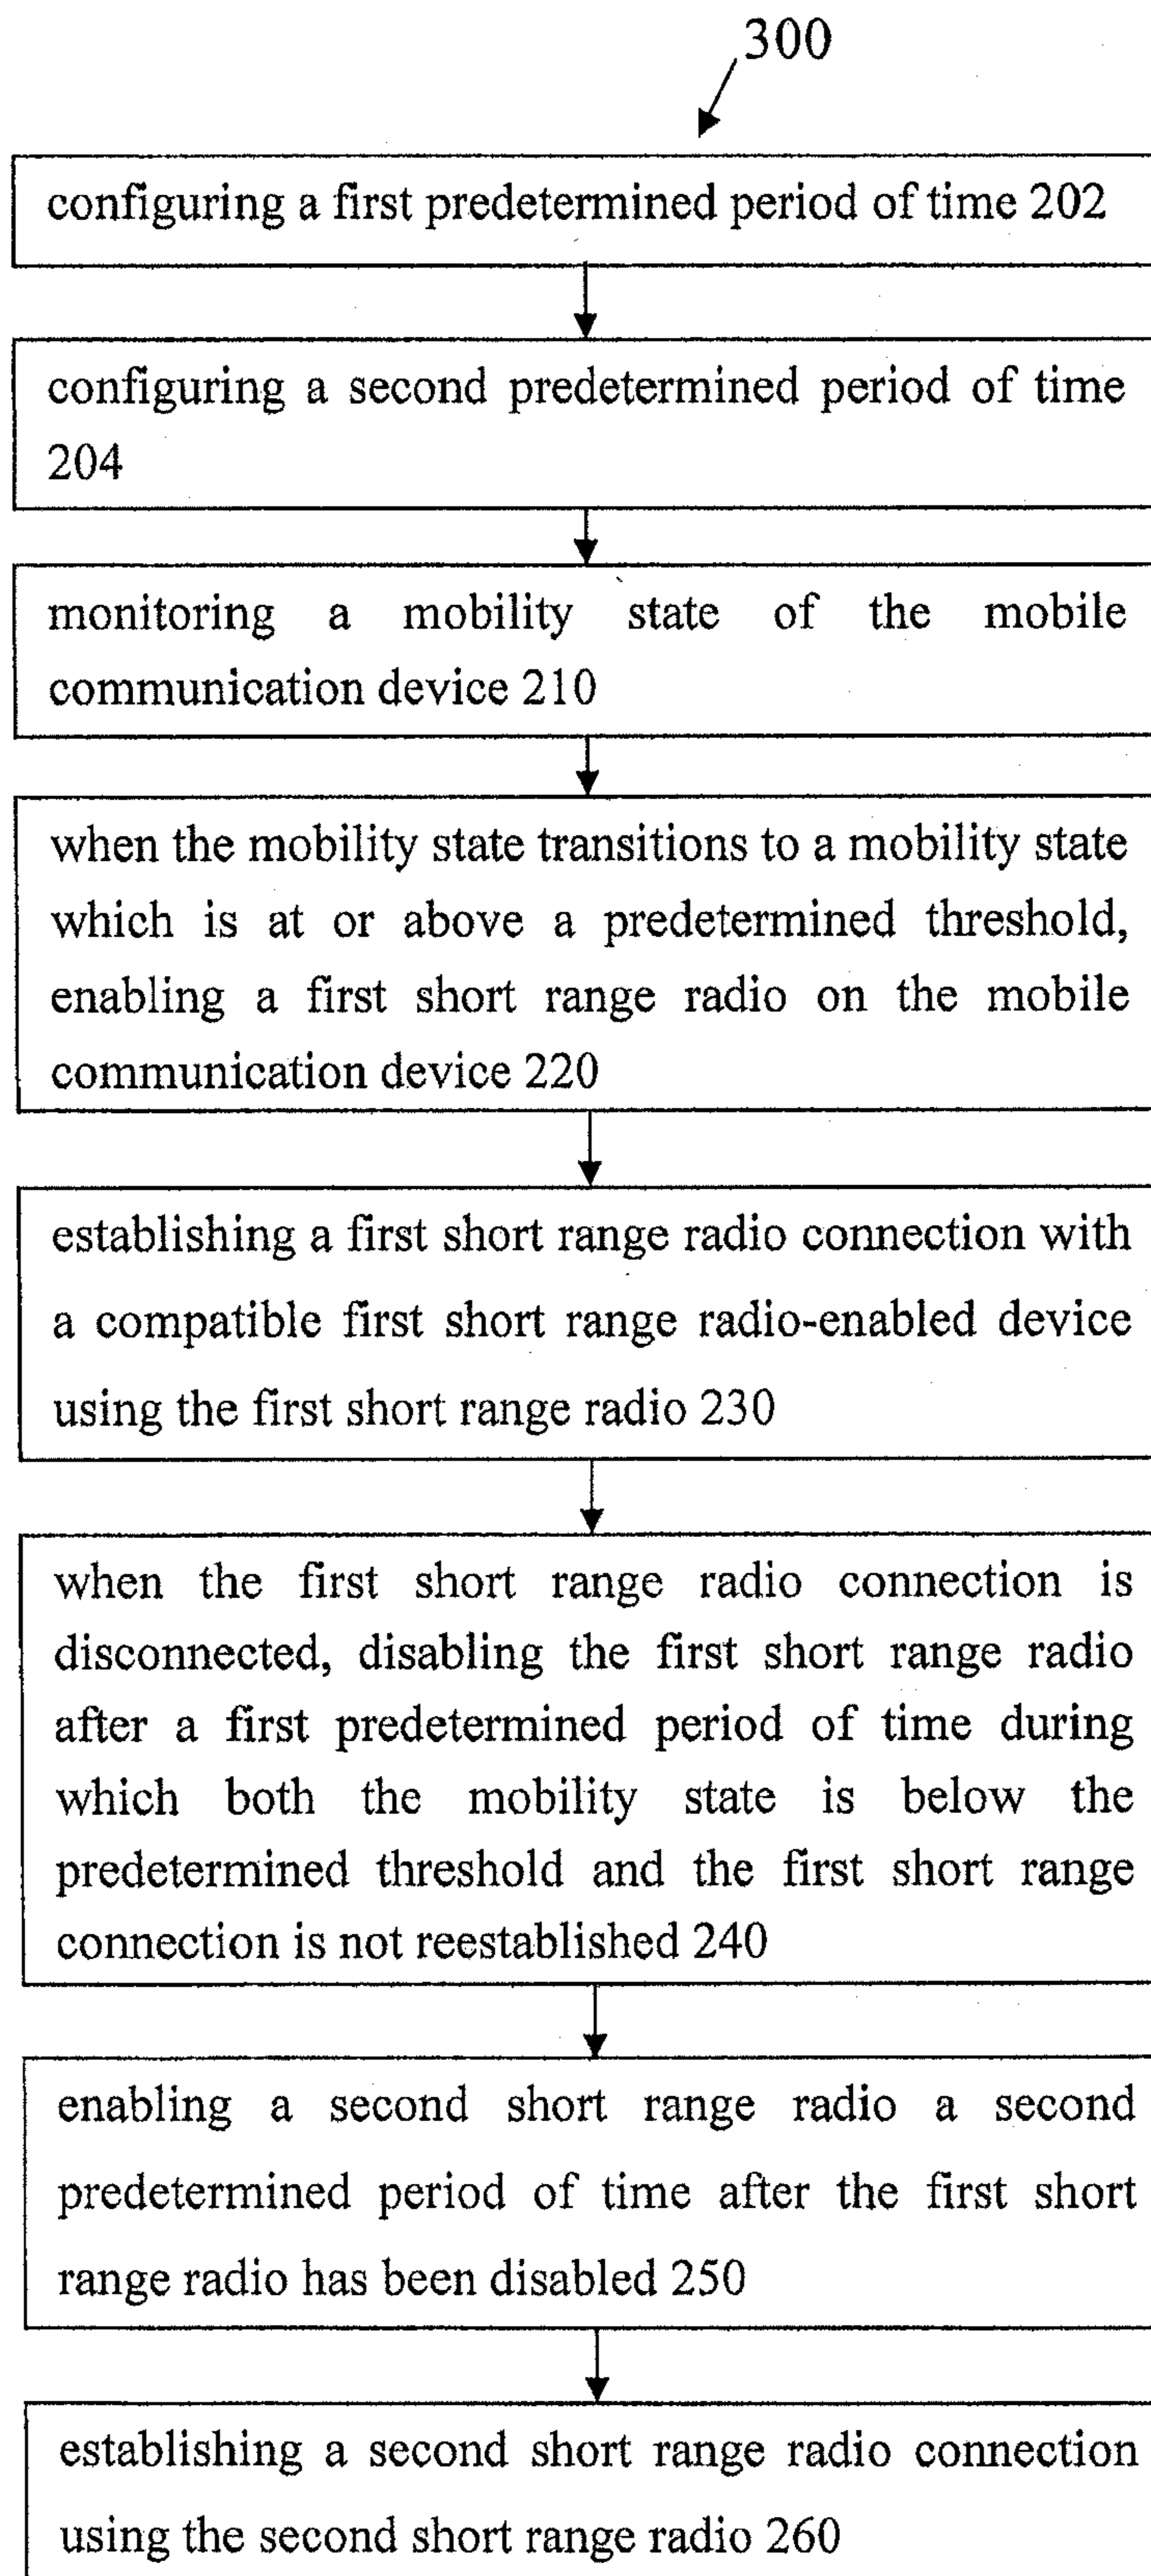 300
configuring a first predetermined period of time 202
configuring a second predetermined period of time
204
monitoring a mobility state of the mobile
communication device 210
when the mobility state transitions to a mobility state
which is at or above a predetermined threshold,
enabling a first short range radio on the mobile
communication device 220
establishing a first short range radio connection with
a compatible first short range radio-enabled device
using the first short range radio 230
when the first short range radio connection is
disconnected, disabling the first short range radio
after a first predetermined period of time during
which both the mobility state is below the
predetermined threshold and the first short range
connection is not reestablished 240
enabling a second short range radio a second
predetermined period of time after the first short
range radio has been disabled 250
establishing a second short range radio connection
using the second short range radio 260